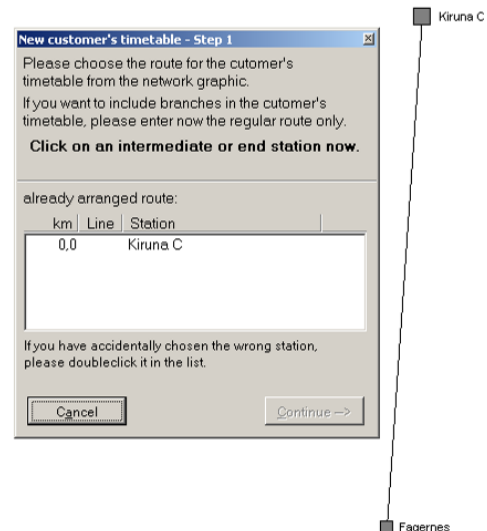 Kiruna C
New customer's timetable - Step 1
Please choose the route for the cutomer's
timetable from the network graphic.
If you want to include branches in the cutomer's
timetable, please enter now the regular route only.
Click on an intermediate or end station now.
already arranged route:
km Line Station
0,0 Kiruna C
If you have accidentally chosen the wrong station,
please doubleclick it in the list.
Cancel Continue -->
Fagernes